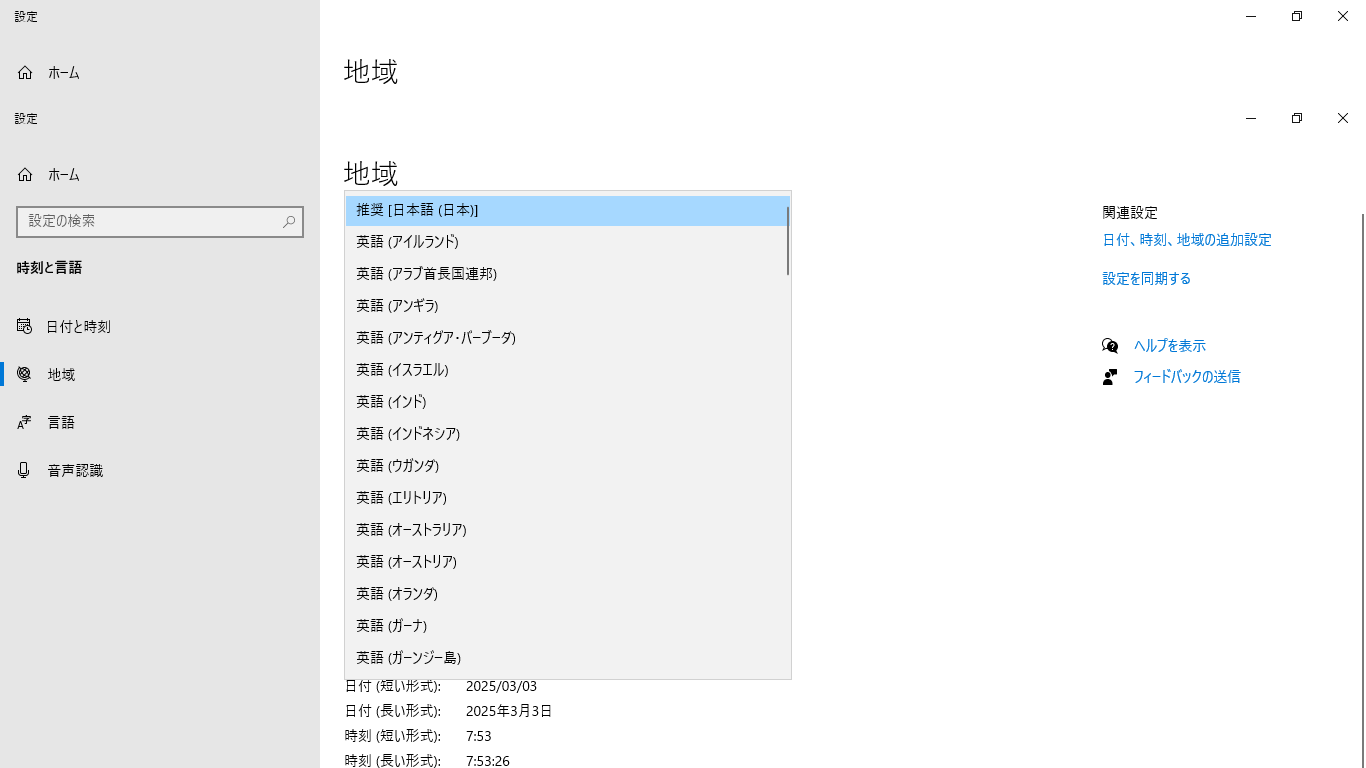 設定
ホーム
地域
設定
ホーム
地域
設定の検索
時刻と言語
日付と時刻
地域
言語
音声認識
推奨 [日本語 (日本)]
英語 (アイルランド)
英語 (アラブ首長国連邦)
英語 (アンギラ)
英語 (アンティグア・バーブーダ)
英語 (イスラエル)
英語 (インド)
英語 (インドネシア)
英語 (ウガンダ)
英語 (エリトリア)
英語 (オーストラリア)
英語 (オーストリア)
英語 (オランダ)
英語 (ガーナ)
英語 (ガーンジー島)
日付 (短い形式): 2025/03/03
日付 (長い形式): 2025年3月3日
時刻 (短い形式): 7:53
時刻 (長い形式): 7:53:26
関連設定
日付、時刻、地域の追加設定
設定を同期する
ヘルプを表示
フィードバックの送信